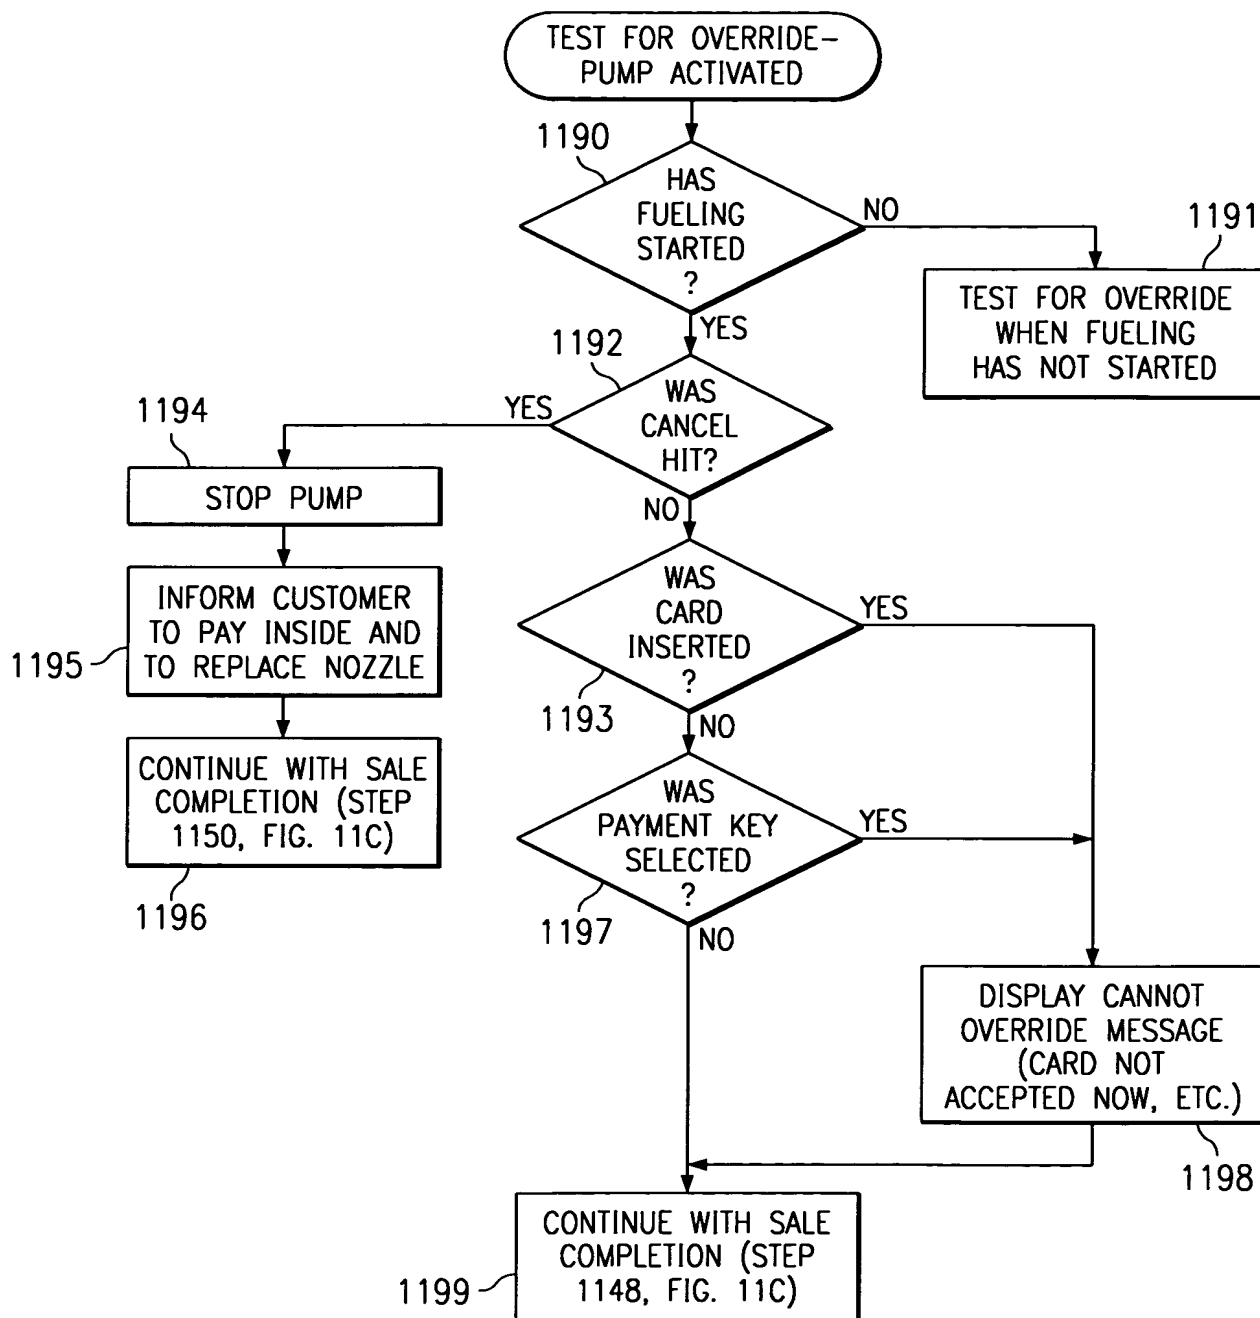 TEST FOR OVERRIDE-
PUMP ACTIVATED
1190
HAS
FUELING
STARTED
?
NO
1191
TEST FOR OVERRIDE
WHEN FUELING
HAS NOT STARTED
YES
1192
WAS
CANCEL
HIT?
YES
1194
STOP PUMP
NO
INFORM CUSTOMER
TO PAY INSIDE AND
TO REPLACE NOZZLE
1195
WAS
CARD
INSERTED
?
YES
1193
NO
CONTINUE WITH SALE
COMPLETION (STEP
1150, FIG. 11C)
1196
WAS
PAYMENT KEY
SELECTED
?
YES
1197
NO
DISPLAY CANNOT
OVERRIDE MESSAGE
(CARD NOT
ACCEPTED NOW, ETC.)
1198
CONTINUE WITH SALE
COMPLETION (STEP
1148, FIG. 11C)
1199